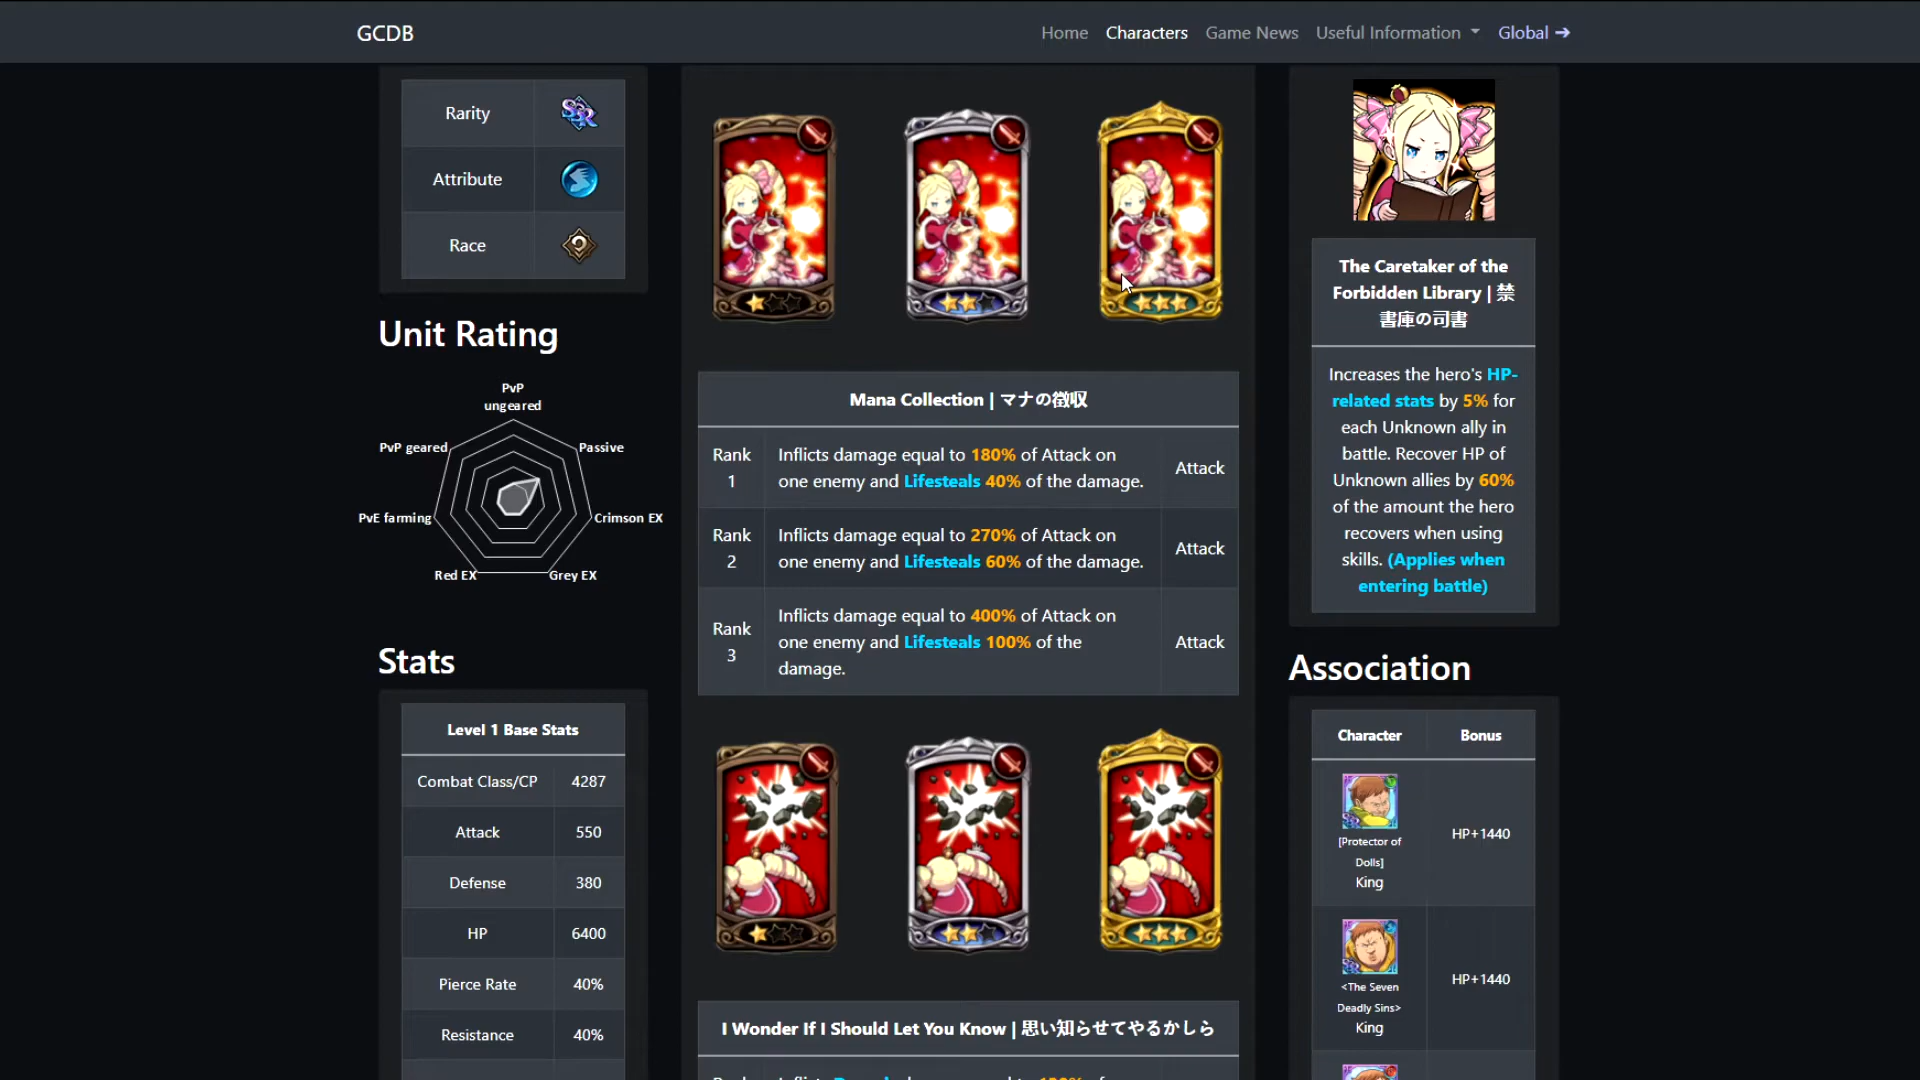 GCDB
Home Characters Game News Useful Information Global
Rarity SSR
Attribute
Race
Unit Rating
PvP
ungeared
PvP geared
Passive
PvE farming
Crimson EX
Red EX
Grey EX
Stats
Level 1 Base Stats
Combat Class/CP 4287
Attack 550
Defense 380
HP 6400
Pierce Rate 40%
Resistance 40%
Mana Collection | マナの徴収
Rank 1
Inflicts damage equal to 180% of Attack on
one enemy and Lifesteals 40% of the damage.
Attack
Rank 2
Inflicts damage equal to 270% of Attack on
one enemy and Lifesteals 60% of the damage.
Attack
Rank 3
Inflicts damage equal to 400% of Attack on
one enemy and Lifesteals 100% of the
damage.
Attack
I Wonder If I Should Let You Know | 思い知らせてやるかしら
The Caretaker of the
Forbidden Library | 禁
書庫の司書
Increases the hero's HP-
related stats by 5% for
each Unknown ally in
battle. Recover HP of
Unknown allies by 60%
of the amount the hero
recovers when using
skills. (Applies when
entering battle)
Association
Character Bonus
[Protector of
Dolls]
King
HP+1440
<The Seven
Deadly Sins>
King
HP+1440